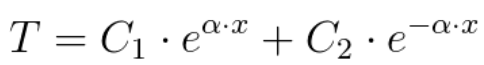 T = C₁ · e^{α·x} + C₂ · e^{−α·x}